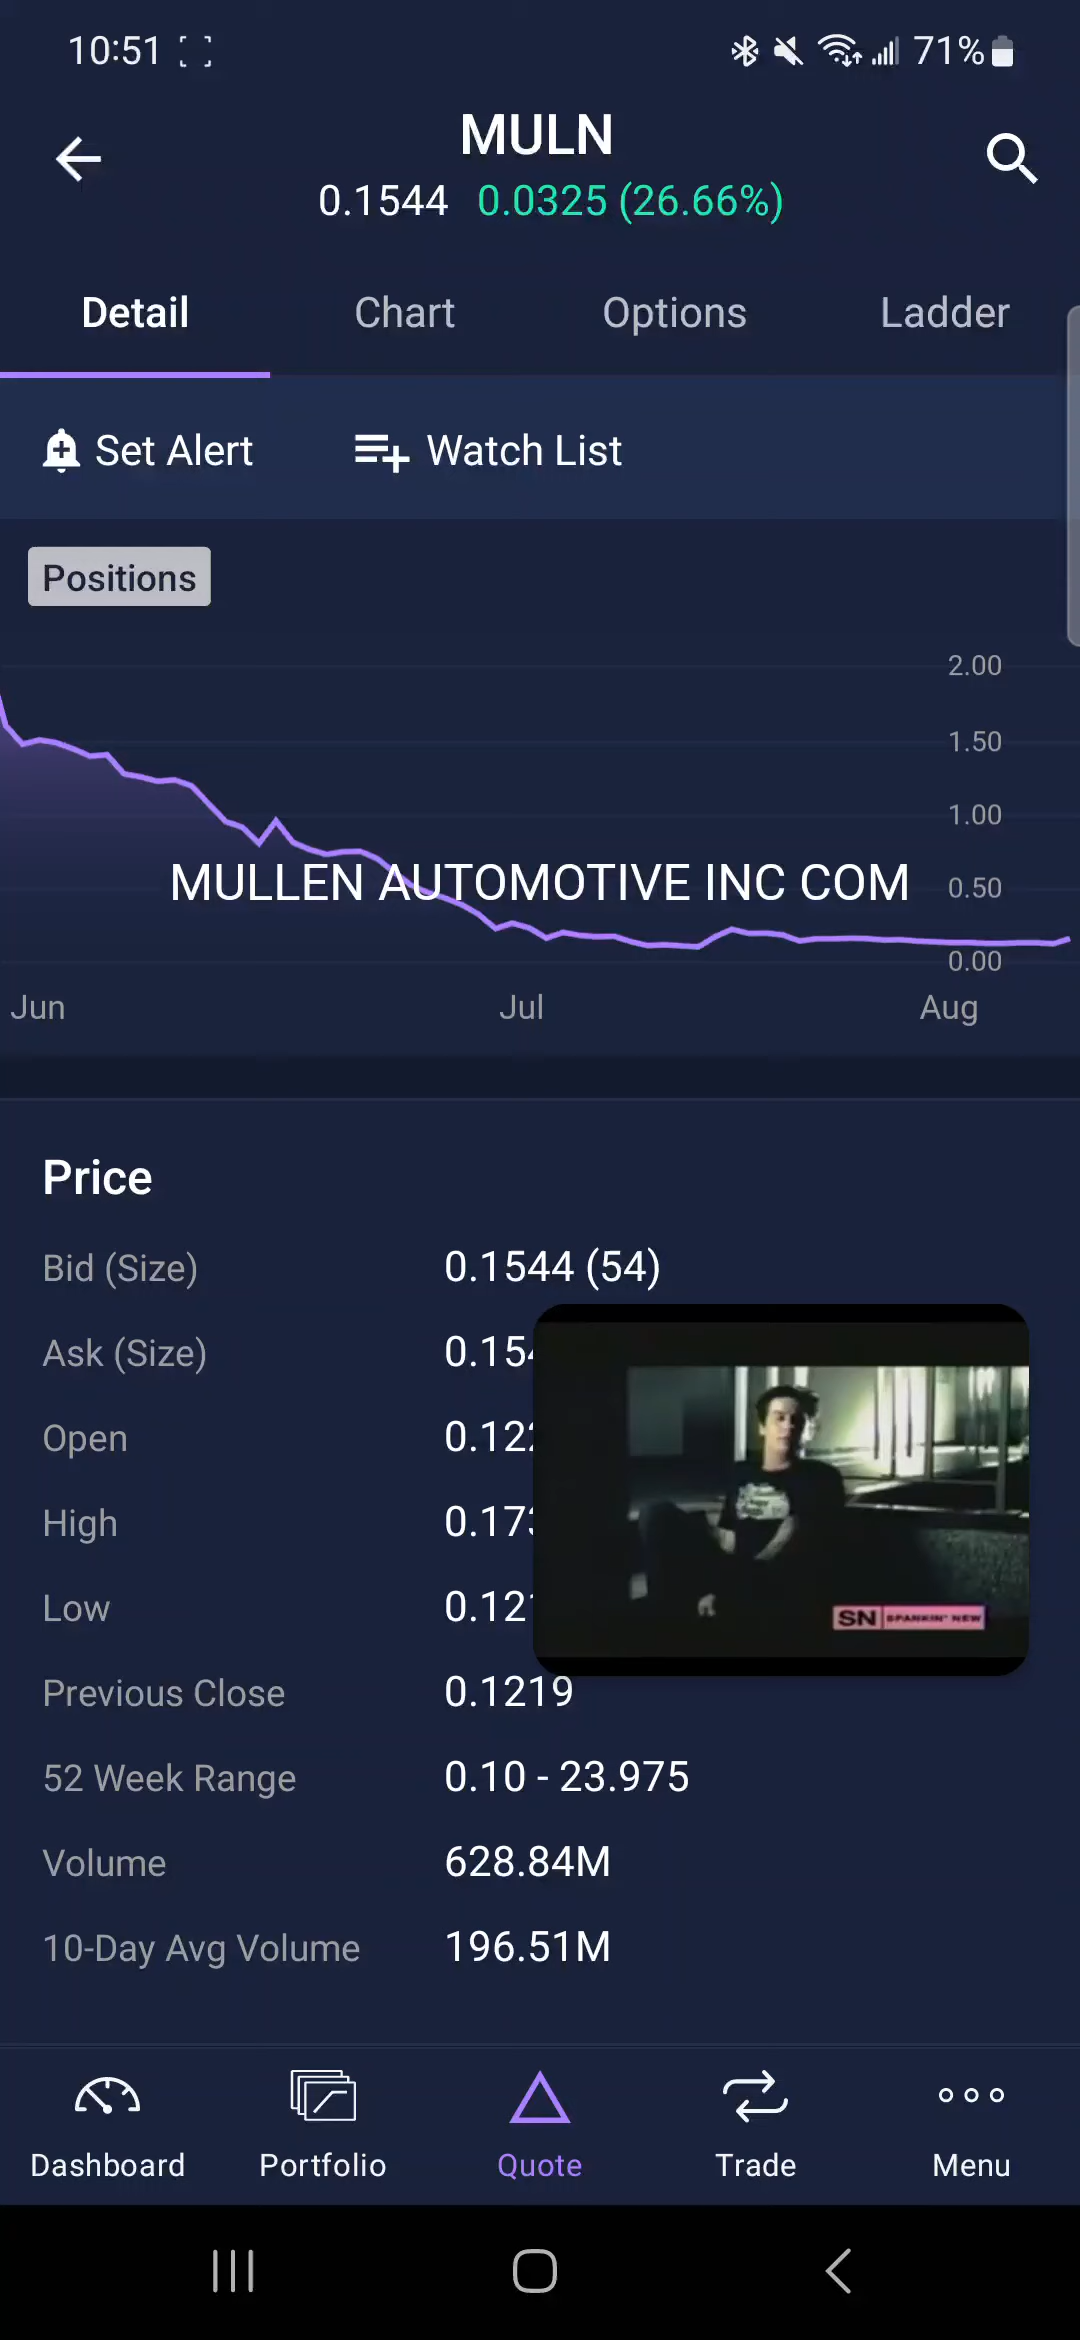 10:51 71%
MULN
0.1544 0.0325 (26.66%)
Detail Chart Options Ladder
Set Alert Watch List
Positions
2.00
1.50
1.00
MULLEN AUTOMOTIVE INC COM 0.50
0.00
Jun Jul Aug
Price
Bid (Size) 0.1544 (54)
Ask (Size)
Open
High
Low
SN SPANKIN' NEW
Previous Close 0.1219
52 Week Range 0.10 - 23.975
Volume 628.84M
10-Day Avg Volume 196.51M
Dashboard Portfolio Quote Trade Menu